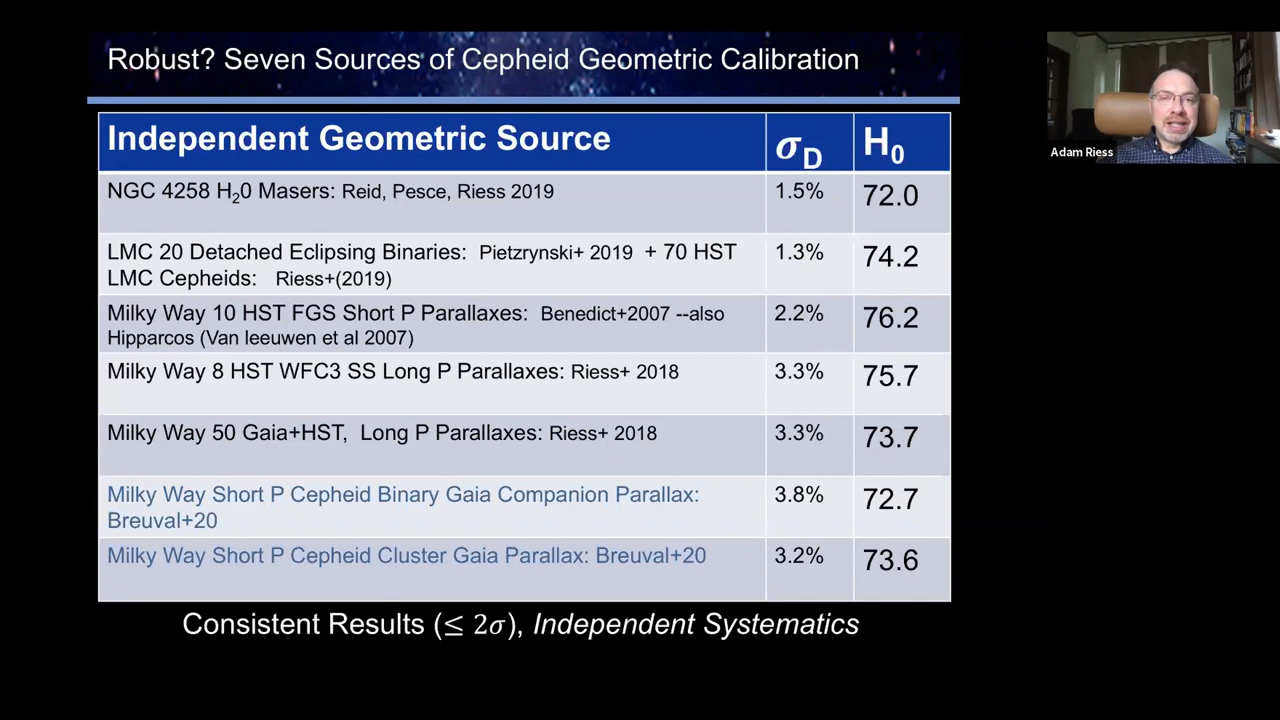 Robust? Seven Sources of Cepheid Geometric Calibration
Independent Geometric Source σ_D H₀
NGC 4258 H₂0 Masers: Reid, Pesce, Riess 2019 1.5% 72.0
LMC 20 Detached Eclipsing Binaries: Pietzrynski+ 2019 + 70 HST 1.3% 74.2
LMC Cepheids: Riess+(2019)
Milky Way 10 HST FGS Short P Parallaxes: Benedict+2007 --also 2.2% 76.2
Hipparcos (Van leeuwen et al 2007)
Milky Way 8 HST WFC3 SS Long P Parallaxes: Riess+ 2018 3.3% 75.7
Milky Way 50 Gaia+HST, Long P Parallaxes: Riess+ 2018 3.3% 73.7
Milky Way Short P Cepheid Binary Gaia Companion Parallax: 3.8% 72.7
Breuval+20
Milky Way Short P Cepheid Cluster Gaia Parallax: Breuval+20 3.2% 73.6
Consistent Results (≤ 2σ), Independent Systematics
Adam Riess